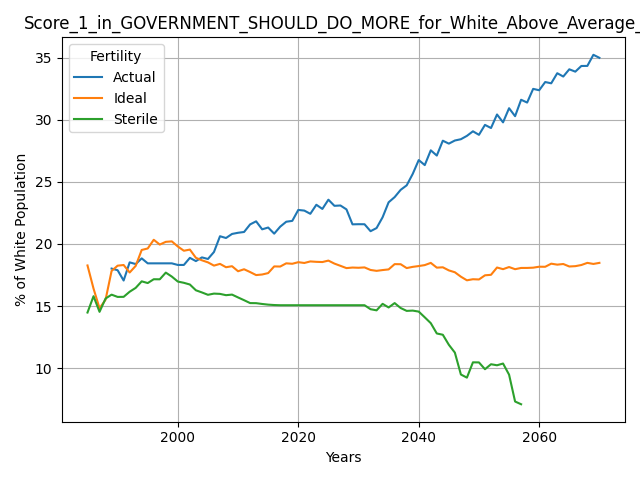 Score_1_in_GOVERNMENT_SHOULD_DO_MORE_for_White_Above_Average_
Fertility
Actual
Ideal
Sterile
% of White Population
35
30
25
20
15
10
2000
2020
2040
2060
Years